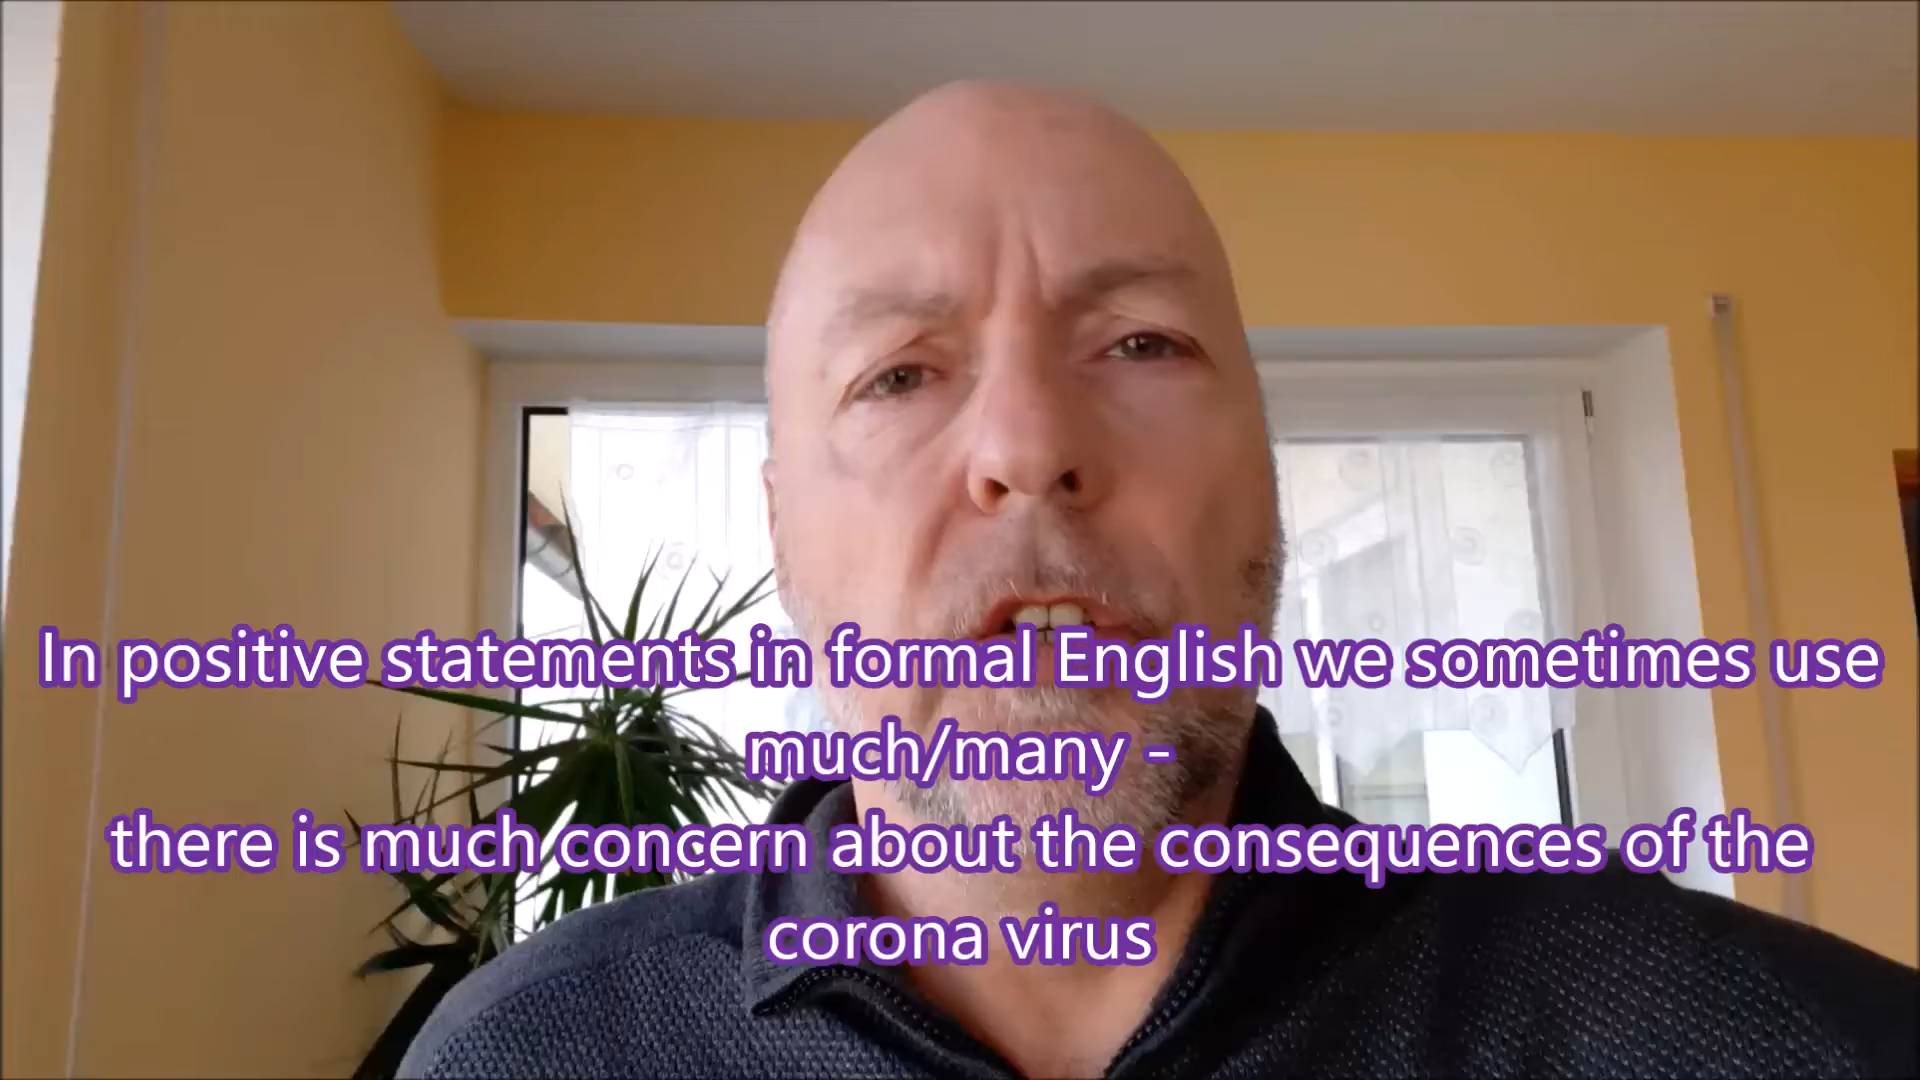 In positive statements in formal English we sometimes use
much/many -
there is much concern about the consequences of the
corona virus